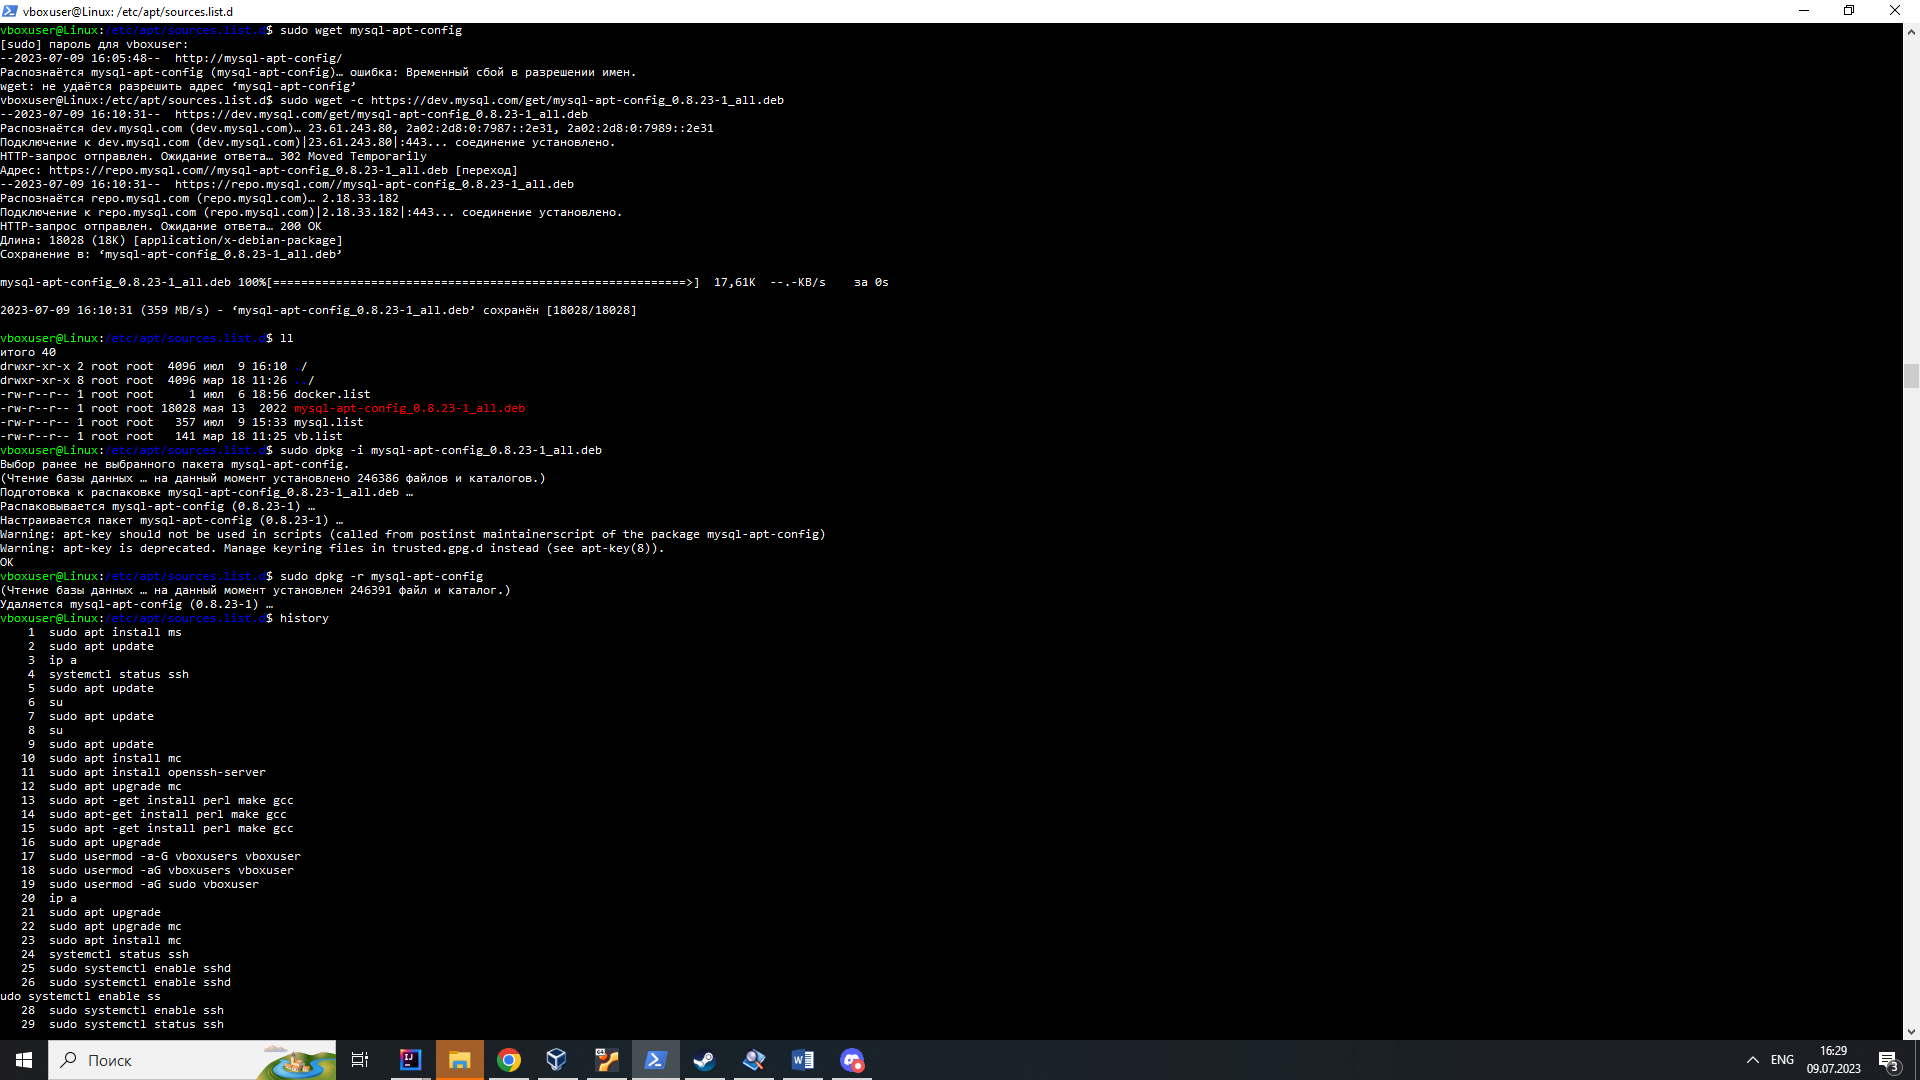 vboxuser@Linux: /etc/apt/sources.list.d
vboxuser@Linux:/etc/apt/sources.list.d$ sudo wget mysql-apt-config
[sudo] пароль для vboxuser:
--2023-07-09 16:05:48--  http://mysql-apt-config/
Распознаётся mysql-apt-config (mysql-apt-config)… ошибка: Временный сбой в разрешении имен.
wget: не удаётся разрешить адрес ‘mysql-apt-config’
vboxuser@Linux:/etc/apt/sources.list.d$ sudo wget -c https://dev.mysql.com/get/mysql-apt-config_0.8.23-1_all.deb
--2023-07-09 16:10:31--  https://dev.mysql.com/get/mysql-apt-config_0.8.23-1_all.deb
Распознаётся dev.mysql.com (dev.mysql.com)… 23.61.243.80, 2a02:2d8:0:7987::2e31, 2a02:2d8:0:7989::2e31
Подключение к dev.mysql.com (dev.mysql.com)|23.61.243.80|:443... соединение установлено.
HTTP-запрос отправлен. Ожидание ответа… 302 Moved Temporarily
Адрес: https://repo.mysql.com//mysql-apt-config_0.8.23-1_all.deb [переход]
--2023-07-09 16:10:31--  https://repo.mysql.com//mysql-apt-config_0.8.23-1_all.deb
Распознаётся repo.mysql.com (repo.mysql.com)… 2.18.33.182
Подключение к repo.mysql.com (repo.mysql.com)|2.18.33.182|:443... соединение установлено.
HTTP-запрос отправлен. Ожидание ответа… 200 OK
Длина: 18028 (18K) [application/x-debian-package]
Сохранение в: ‘mysql-apt-config_0.8.23-1_all.deb’
mysql-apt-config_0.8.23-1_all.deb 100%[===========================================================>]  17,61K  --.-KB/s    за 0s
2023-07-09 16:10:31 (359 MB/s) - ‘mysql-apt-config_0.8.23-1_all.deb’ сохранён [18028/18028]
vboxuser@Linux:/etc/apt/sources.list.d$ ll
итого 40
drwxr-xr-x 2 root root  4096 июл  9 16:10 ./
drwxr-xr-x 8 root root  4096 мар 18 11:26 ../
-rw-r--r-- 1 root root     1 июл  6 18:56 docker.list
-rw-r--r-- 1 root root 18028 мая 13  2022 mysql-apt-config_0.8.23-1_all.deb
-rw-r--r-- 1 root root   357 июл  9 15:33 mysql.list
-rw-r--r-- 1 root root   141 мар 18 11:25 vb.list
vboxuser@Linux:/etc/apt/sources.list.d$ sudo dpkg -i mysql-apt-config_0.8.23-1_all.deb
Выбор ранее не выбранного пакета mysql-apt-config.
(Чтение базы данных … на данный момент установлено 246386 файлов и каталогов.)
Подготовка к распаковке mysql-apt-config_0.8.23-1_all.deb …
Распаковывается mysql-apt-config (0.8.23-1) …
Настраивается пакет mysql-apt-config (0.8.23-1) …
Warning: apt-key should not be used in scripts (called from postinst maintainerscript of the package mysql-apt-config)
Warning: apt-key is deprecated. Manage keyring files in trusted.gpg.d instead (see apt-key(8)).
OK
vboxuser@Linux:/etc/apt/sources.list.d$ sudo dpkg -r mysql-apt-config
(Чтение базы данных … на данный момент установлен 246391 файл и каталог.)
Удаляется mysql-apt-config (0.8.23-1) …
vboxuser@Linux:/etc/apt/sources.list.d$ history
1  sudo apt install ms
2  sudo apt update
3  ip a
4  systemctl status ssh
5  sudo apt update
6  su
7  sudo apt update
8  su
9  sudo apt update
10  sudo apt install mc
11  sudo apt install openssh-server
12  sudo apt upgrade mc
13  sudo apt -get install perl make gcc
14  sudo apt-get install perl make gcc
15  sudo apt -get install perl make gcc
16  sudo apt upgrade
17  sudo usermod -a-G vboxusers vboxuser
18  sudo usermod -aG vboxusers vboxuser
19  sudo usermod -aG sudo vboxuser
20  ip a
21  sudo apt upgrade
22  sudo apt upgrade mc
23  sudo apt install mc
24  systemctl status ssh
25  sudo systemctl enable sshd
26  sudo systemctl enable sshd
udo systemctl enable ss
28  sudo systemctl enable ssh
29  sudo systemctl status ssh
Поиск
ENG
16:29
09.07.2023
3